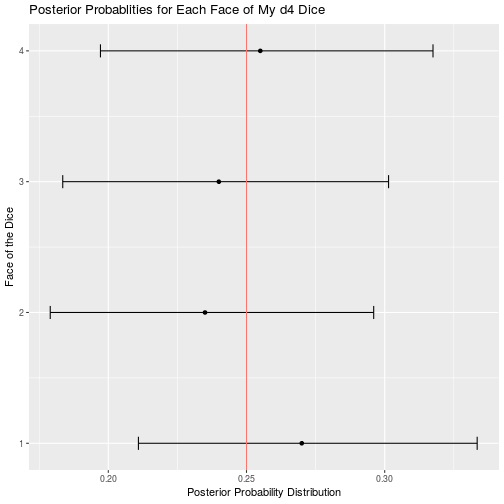 Posterior Probablities for Each Face of My d4 Dice
4
3
2
1
Face of the Dice
0.20
0.25
0.30
Posterior Probability Distribution